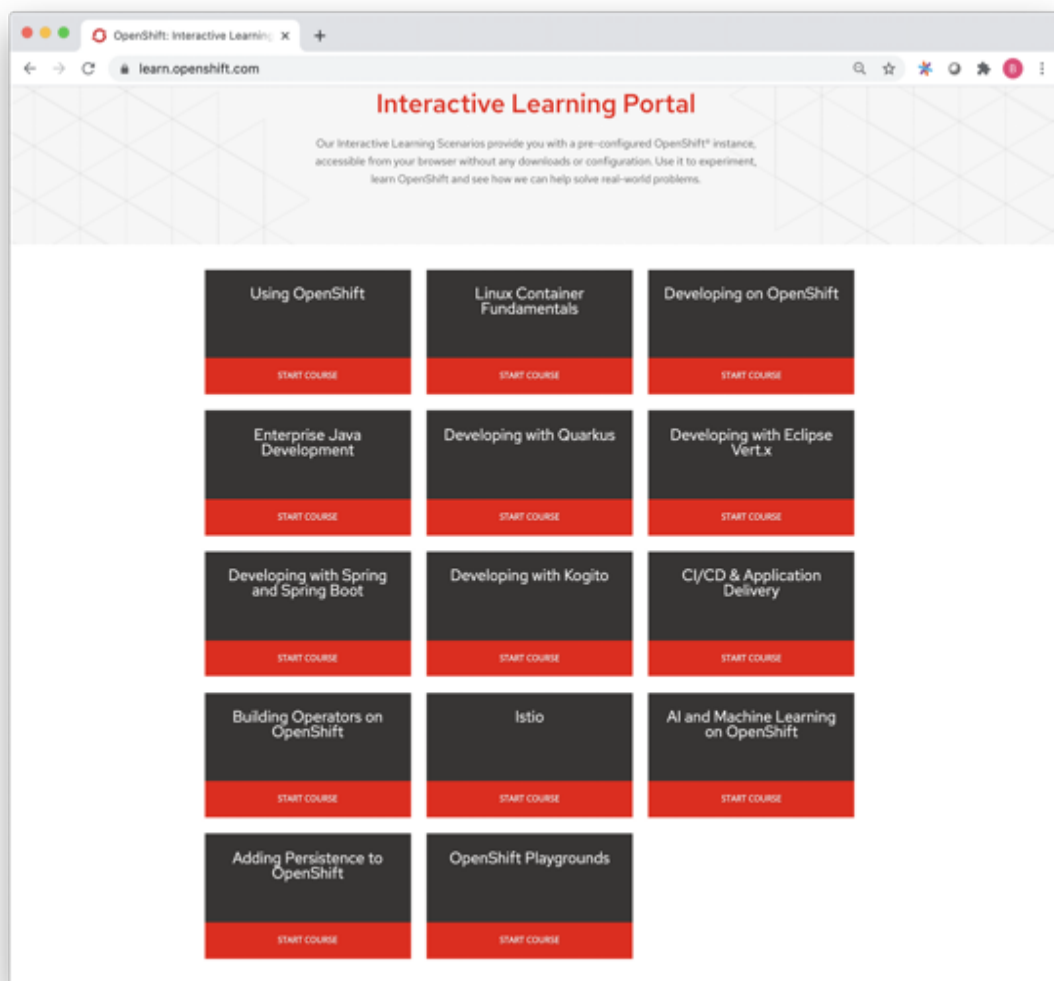 OpenShift: Interactive Learning
learn.openshift.com
B
Interactive Learning Portal
Our Interactive Learning Scenarios provide you with a pre-configured OpenShift® instance,
accessible from your browser without any downloads or configuration. Use it to experiment,
learn OpenShift and see how we can help solve real-world problems.
Using OpenShift
START COURSE
Linux Container
Fundamentals
START COURSE
Developing on OpenShift
START COURSE
Enterprise Java
Development
START COURSE
Developing with Quarkus
START COURSE
Developing with Eclipse
Vert.x
START COURSE
Developing with Spring
and Spring Boot
START COURSE
Developing with Kogito
START COURSE
CI/CD & Application
Delivery
START COURSE
Building Operators on
OpenShift
START COURSE
Istio
START COURSE
AI and Machine Learning
on OpenShift
START COURSE
Adding Persistence to
OpenShift
START COURSE
OpenShift Playgrounds
START COURSE